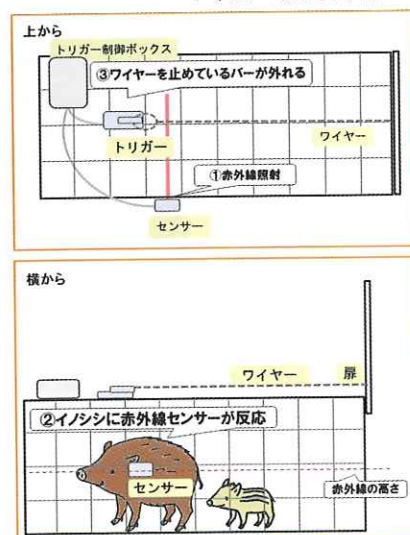 上から
トリガー制御ボックス
③ワイヤーを止めているバーが外れる
トリガー
ワイヤー
①赤外線照射
センサー
横から
ワイヤー
扉
②イノシシに赤外線センサーが反応
センサー
赤外線の高さ